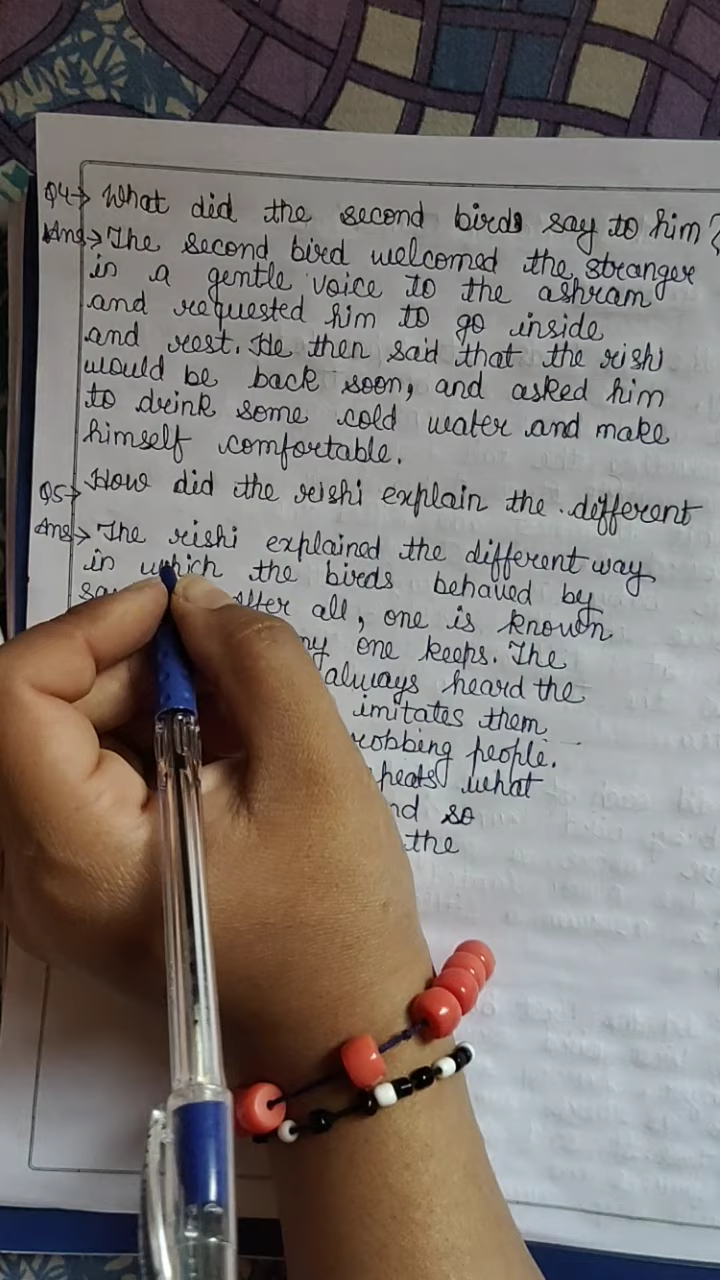 Q4→ What did the second birds say to him?
Ans→ The second bird welcomed the stranger
in a gentle voice to the ashram
and requested him to go inside
and rest. He then said that the rishi
would be back soon, and asked him
to drink some cold water and make
himself comfortable.
Q5→ How did the rishi explain the different
Ans→ The rishi explained the different way
in which the birds behaved by
after all, one is known
one keeps. The
always heard the
imitates them
robbing people.
what
so
the